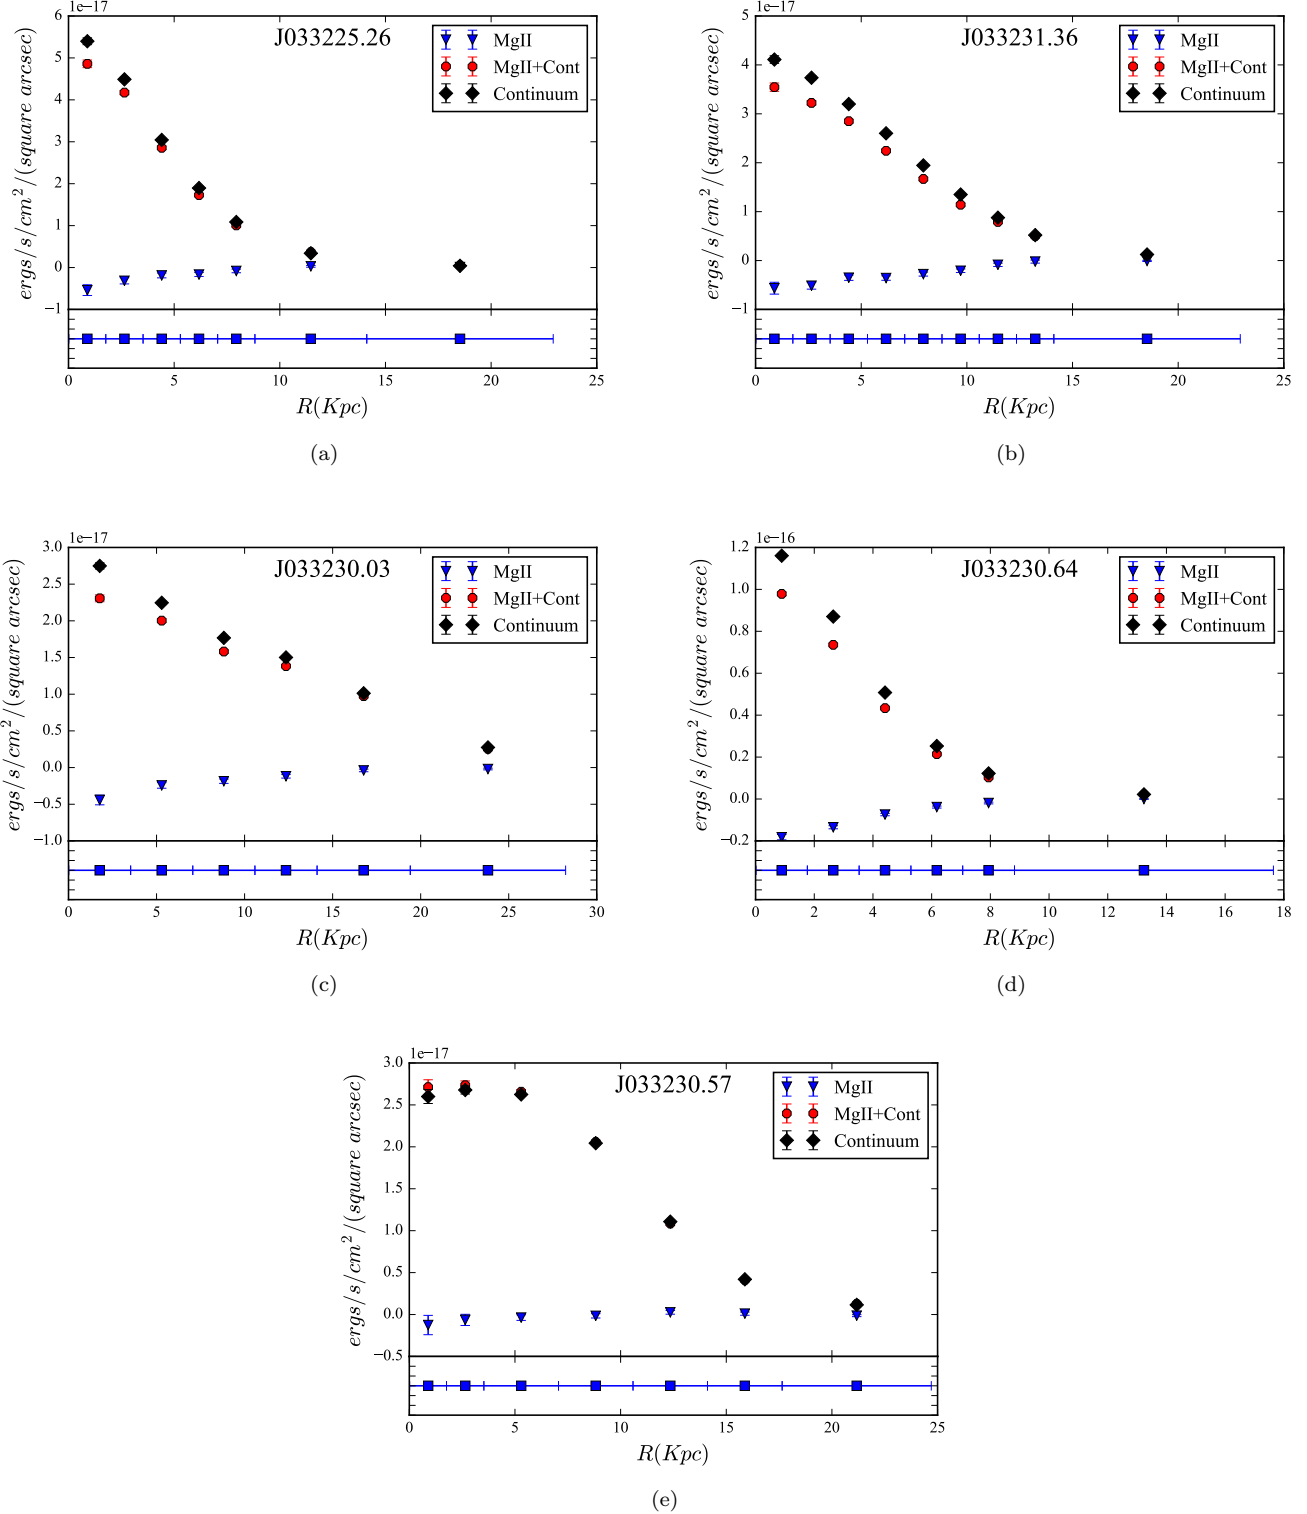 1e−17
J033225.26
MgII
MgII+Cont
Continuum
6
5
4
3
2
1
0
−1
ergs/s/cm²/(square arcsec)
0 5 10 15 20 25
R(Kpc)
(a)
1e−17
J033231.36
MgII
MgII+Cont
Continuum
5
4
3
2
1
0
−1
ergs/s/cm²/(square arcsec)
0 5 10 15 20 25
R(Kpc)
(b)
1e−17
J033230.03
MgII
MgII+Cont
Continuum
3.0
2.5
2.0
1.5
1.0
0.5
0.0
−0.5
−1.0
ergs/s/cm²/(square arcsec)
0 5 10 15 20 25 30
R(Kpc)
(c)
1e−16
J033230.64
MgII
MgII+Cont
Continuum
1.2
1.0
0.8
0.6
0.4
0.2
0.0
−0.2
ergs/s/cm²/(square arcsec)
0 2 4 6 8 10 12 14 16 18
R(Kpc)
(d)
1e−17
J033230.57
MgII
MgII+Cont
Continuum
3.0
2.5
2.0
1.5
1.0
0.5
0.0
−0.5
ergs/s/cm²/(square arcsec)
0 5 10 15 20 25
R(Kpc)
(e)